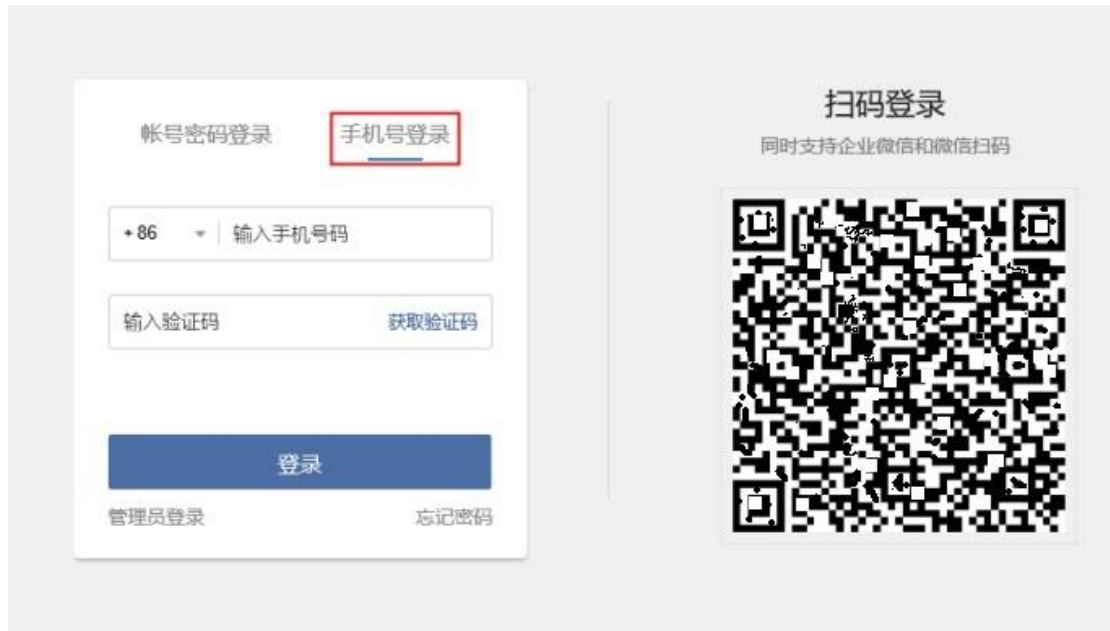 帐号密码登录 手机号登录
+86 输入手机号码
输入验证码 获取验证码
登录
管理员登录 忘记密码
扫码登录
同时支持企业微信和微信扫码